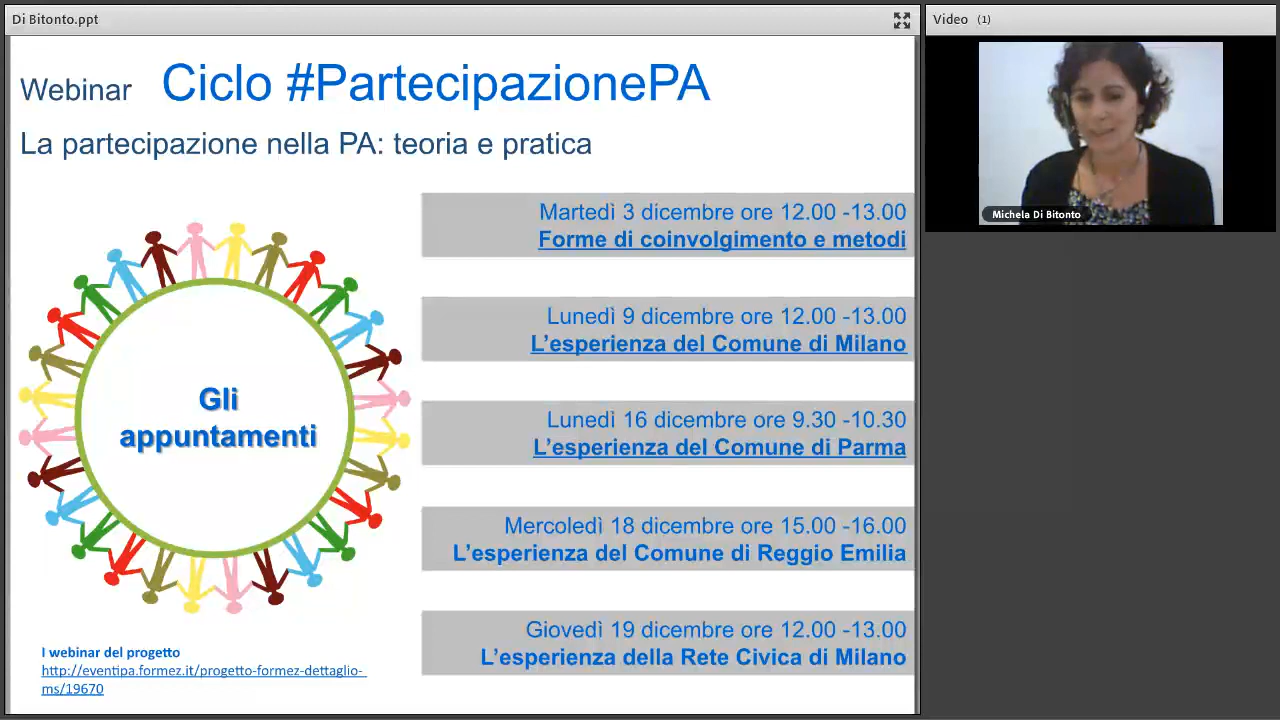 Di Bitonto.ppt
Video (1)
Webinar Ciclo #PartecipazionePA
La partecipazione nella PA: teoria e pratica
Michele Di Bitonto
Martedì 3 dicembre ore 12.00 -13.00
Forme di coinvolgimento e metodi
Lunedì 9 dicembre ore 12.00 -13.00
L'esperienza del Comune di Milano
Gli
appuntamenti
Lunedì 16 dicembre ore 9.30 -10.30
L'esperienza del Comune di Parma
Mercoledì 18 dicembre ore 15.00 -16.00
L'esperienza del Comune di Reggio Emilia
Giovedì 19 dicembre ore 12.00 -13.00
L'esperienza della Rete Civica di Milano
I webinar del progetto
http://eventipa.formez.it/progetto-formez-dettaglio-
ms/19670